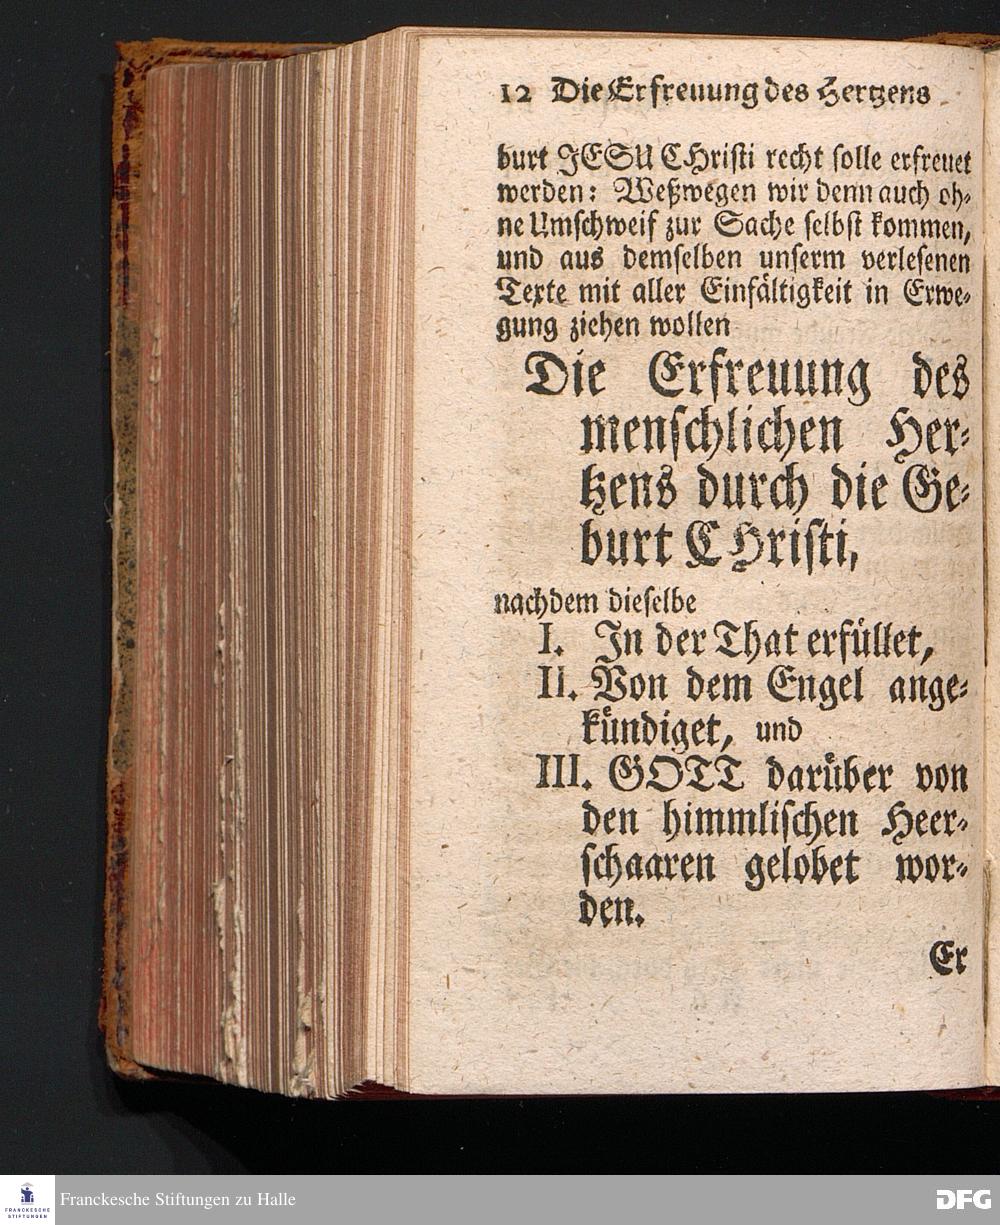 12 Die Erfreuung des Hertzens
burt JESU CHristi recht solle erfreuet
werden: Weßwegen wir denn auch oh-
ne Umschweif zur Sache selbst kommen,
und aus demselben unserm verlesenen
Texte mit aller Einfältigkeit in Erwe-
gung ziehen wollen
Die Erfreuung des
menschlichen Her-
tzens durch die Ge-
burt CHristi,
nachdem dieselbe
I. In der That erfüllet,
II. Von dem Engel ange-
kündiget, und
III. GOTT darüber von
den himmlischen Heer-
schaaren gelobet wor-
den.
Er
FRANCKESCHE
STIFTUNGEN
Franckesche Stiftungen zu Halle
DFG